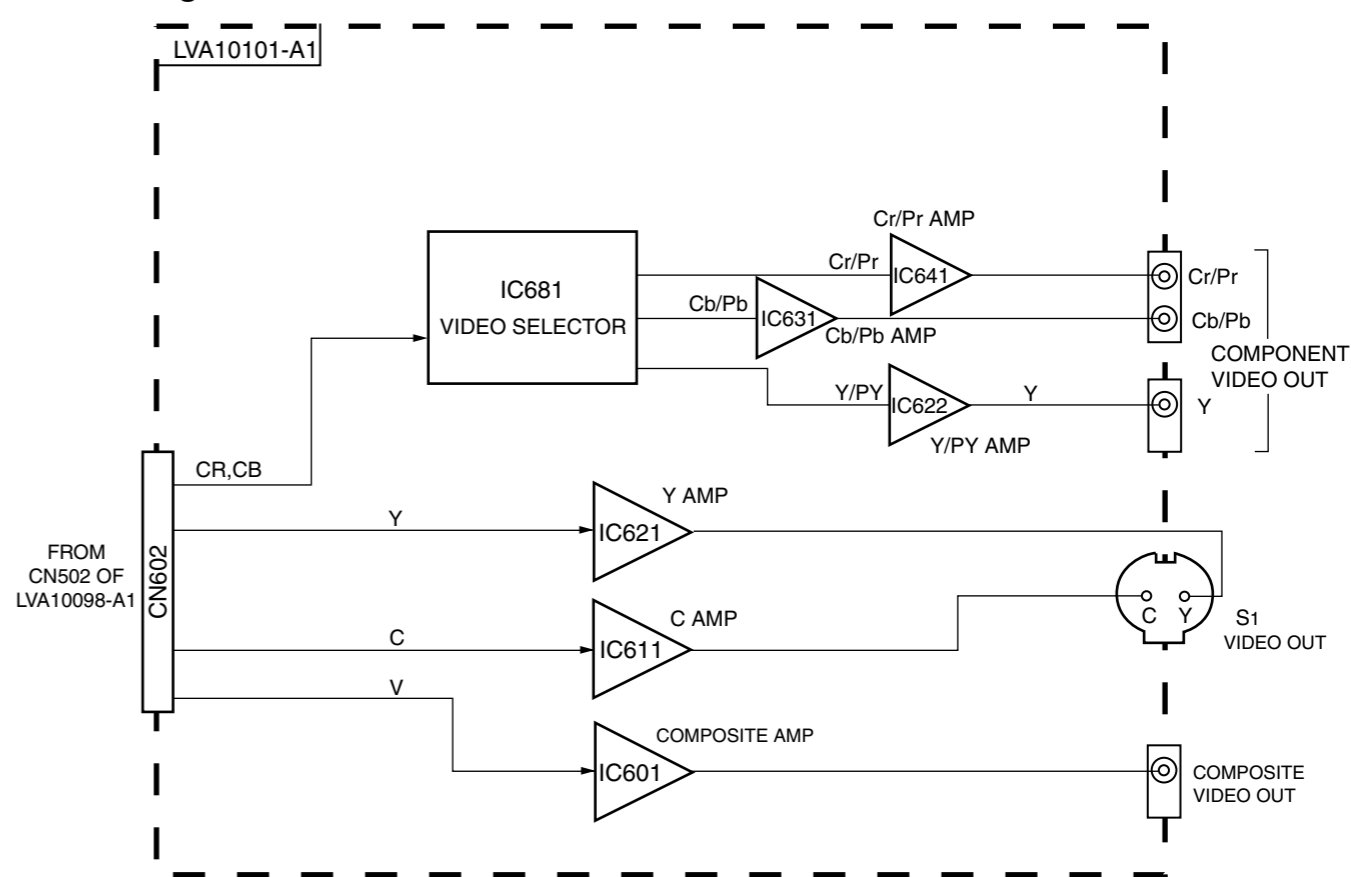 LVA10101-A1
Cr/Pr AMP
Cr/Pr
IC641
Cr/Pr
IC681
VIDEO SELECTOR
Cb/Pb
IC631
Cb/Pb AMP
Cb/Pb
COMPONENT
VIDEO OUT
Y/PY
IC622
Y
Y
Y/PY AMP
CR,CB
Y AMP
Y
IC621
FROM
CN502 OF
LVA10098-A1
CN602
C Y
S1
VIDEO OUT
C AMP
C
IC611
V
COMPOSITE AMP
IC601
COMPOSITE
VIDEO OUT